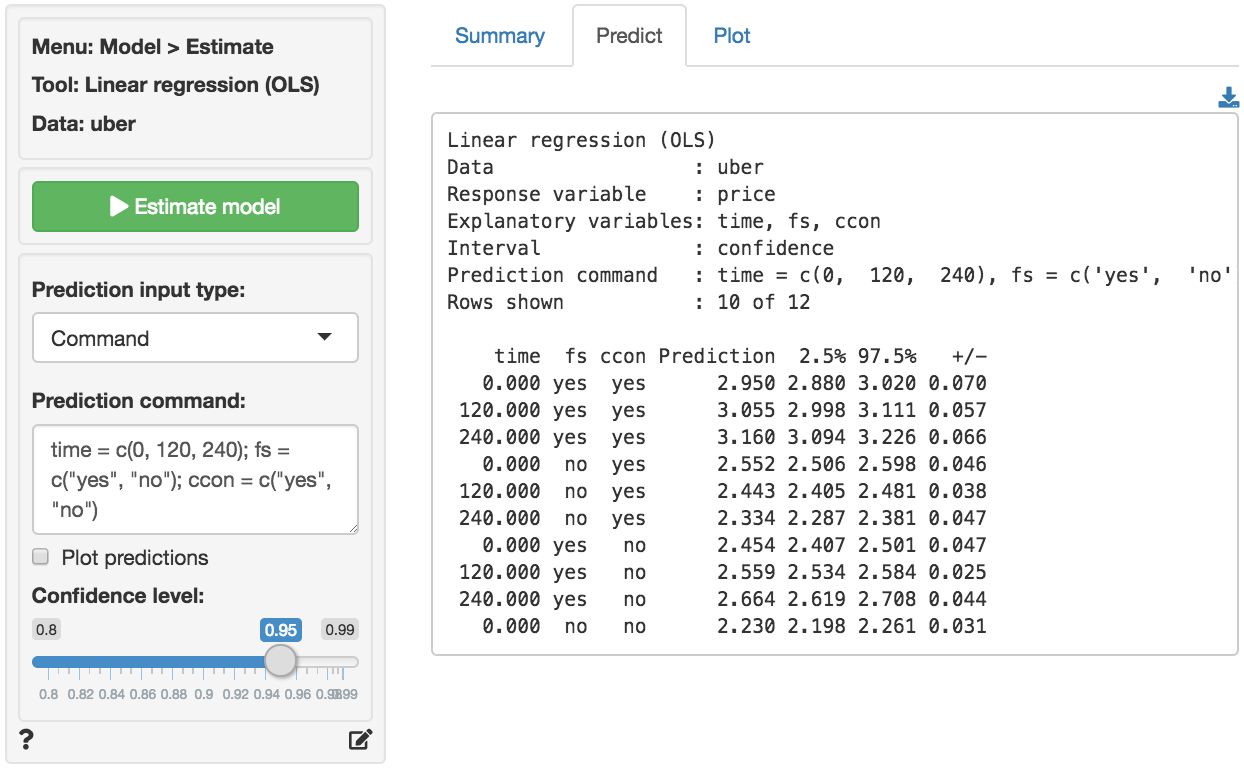 Menu: Model > Estimate
Tool: Linear regression (OLS)
Data: uber
Estimate model
Prediction input type:
Command
Prediction command:
time = c(0, 120, 240); fs =
c("yes", "no"); ccon = c("yes",
"no")
Plot predictions
Confidence level:
0.8 0.95 0.99
0.8 0.82 0.84 0.86 0.88 0.9 0.92 0.94 0.96 0.98 0.99
?
Summary Predict Plot
Linear regression (OLS)
Data : uber
Response variable : price
Explanatory variables: time, fs, ccon
Interval : confidence
Prediction command : time = c(0, 120, 240), fs = c('yes', 'no'
Rows shown : 10 of 12
time fs ccon Prediction 2.5% 97.5% +/-
0.000 yes yes 2.950 2.880 3.020 0.070
120.000 yes yes 3.055 2.998 3.111 0.057
240.000 yes yes 3.160 3.094 3.226 0.066
0.000 no yes 2.552 2.506 2.598 0.046
120.000 no yes 2.443 2.405 2.481 0.038
240.000 no yes 2.334 2.287 2.381 0.047
0.000 yes no 2.454 2.407 2.501 0.047
120.000 yes no 2.559 2.534 2.584 0.025
240.000 yes no 2.664 2.619 2.708 0.044
0.000 no no 2.230 2.198 2.261 0.031